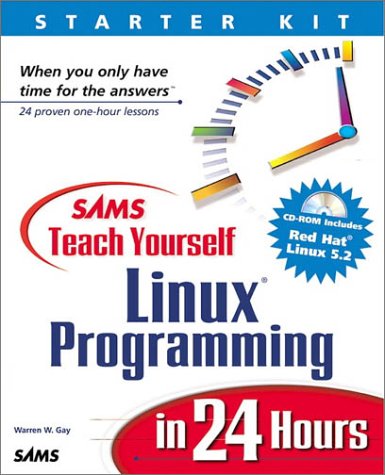 STARTER KIT
When you only have
time for the answers™
24 proven one-hour lessons
CD-ROM Includes
Red Hat®
Linux 5.2
SAMS
Teach Yourself
Linux®
Programming
Warren W. Gay
in 24 Hours
SAMS